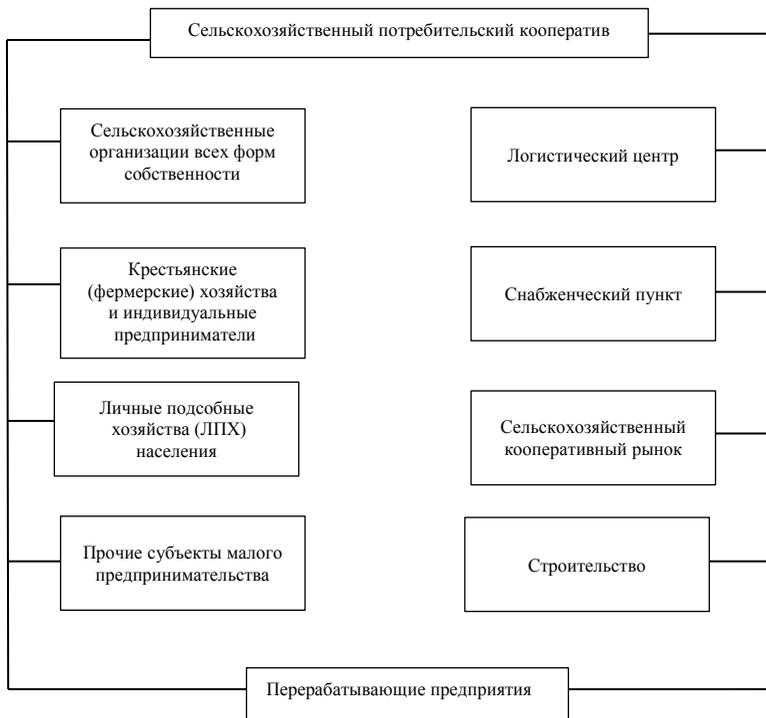 Сельскохозяйственный потребительский кооператив
Сельскохозяйственные
организации всех форм
собственности
Логистический центр
Крестьянские
(фермерские) хозяйства
и индивидуальные
предприниматели
Снабженческий пункт
Личные подсобные
хозяйства (ЛПХ)
населения
Сельскохозяйственный
кооперативный рынок
Прочие субъекты малого
предпринимательства
Строительство
Перерабатывающие предприятия